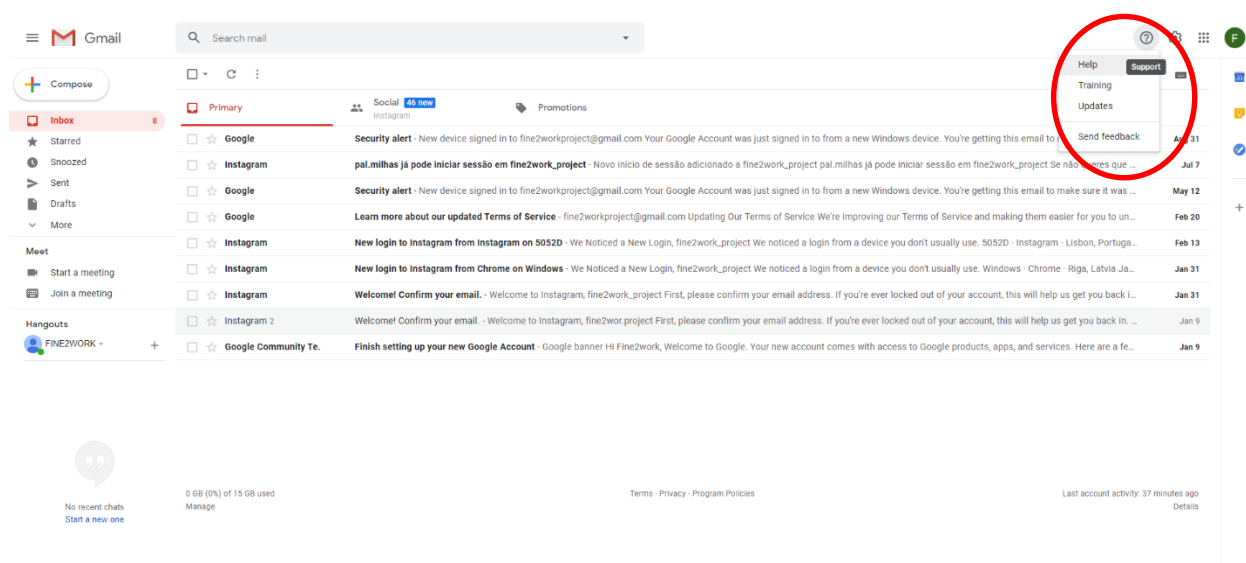 Gmail
Search mail
F
Compose
Help
Support
Training
Updates
Send feedback
Primary
Social 46 new
Instagram
Promotions
Inbox 8
Starred
Snoozed
Sent
Drafts
More
Meet
Start a meeting
Join a meeting
Hangouts
FINE2WORK
No recent chats
Start a new one
Google Security alert - New device signed in to fine2workproject@gmail.com Your Google Account was just signed in to from a new Windows device. You're getting this email to 31
Instagram pal.milhas já pode iniciar sessão em fine2work_project - Novo início de sessão adicionado a fine2work_project pal.milhas já pode iniciar sessão em fine2work_project Se não queres que ... Jul 7
Google Security alert - New device signed in to fine2workproject@gmail.com Your Google Account was just signed in to from a new Windows device. You're getting this email to make sure it was ... May 12
Google Learn more about our updated Terms of Service - fine2workproject@gmail.com Updating Our Terms of Service We're improving our Terms of Service and making them easier for you to un... Feb 20
Instagram New login to Instagram from Instagram on 5052D - We Noticed a New Login, fine2work_project We noticed a login from a device you don't usually use. 5052D · Instagram · Lisbon, Portuga... Feb 13
Instagram New login to Instagram from Chrome on Windows - We Noticed a New Login, fine2work_project We noticed a login from a device you don't usually use. Windows · Chrome · Riga, Latvia Ja... Jan 31
Instagram Welcome! Confirm your email. - Welcome to Instagram, fine2work_project First, please confirm your email address. If you're ever locked out of your account, this will help us get you back i... Jan 31
Instagram 2 Welcome! Confirm your email. - Welcome to Instagram, fine2wor.project First, please confirm your email address. If you're ever locked out of your account, this will help us get you back in. ... Jan 9
Google Community Te. Finish setting up your new Google Account - Google banner Hi Fine2work, Welcome to Google. Your new account comes with access to Google products, apps, and services. Here are a fe... Jan 9
0 GB (0%) of 15 GB used
Manage
Terms · Privacy · Program Policies
Last account activity: 37 minutes ago
Details